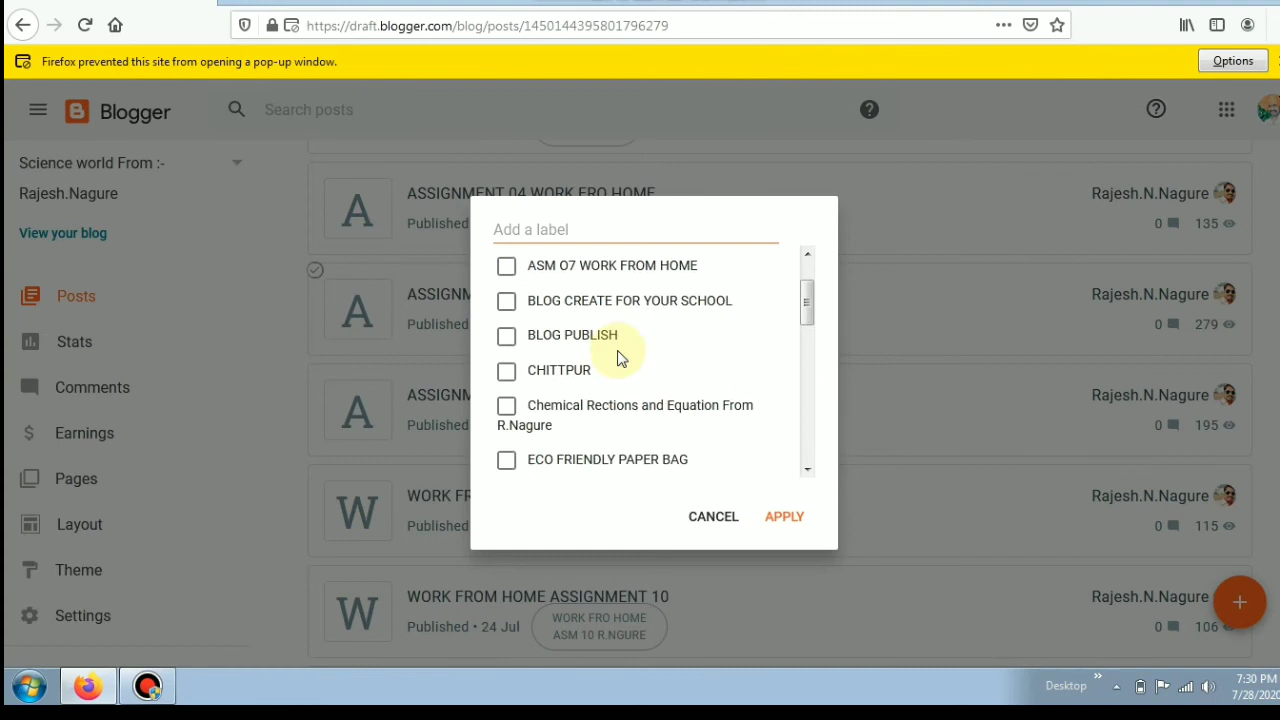 https://draft.blogger.com/blog/posts/1450144395801796279
Firefox prevented this site from opening a pop-up window.
Options
Blogger
Search posts
Science world From :-
Rajesh.Nagure
View your blog
Posts
Stats
Comments
Earnings
Pages
Layout
Theme
Settings
A
ASSIGNMENT 04 WORK FRO HOME
Published
Rajesh.N.Nagure
0
135
A
ASSIGN
Published
Rajesh.N.Nagure
0
279
A
ASSIGN
Published
Rajesh.N.Nagure
0
195
W
WORK FR
Published
Rajesh.N.Nagure
0
115
W
WORK FROM HOME ASSIGNMENT 10
Published • 24 Jul
WORK FRO HOME
ASM 10 R.NGURE
Rajesh.N.Nagure
0
106
Add a label
ASM O7 WORK FROM HOME
BLOG CREATE FOR YOUR SCHOOL
BLOG PUBLISH
CHITTPUR
Chemical Rections and Equation From
R.Nagure
ECO FRIENDLY PAPER BAG
CANCEL
APPLY
Desktop
7:30 PM
7/28/2020